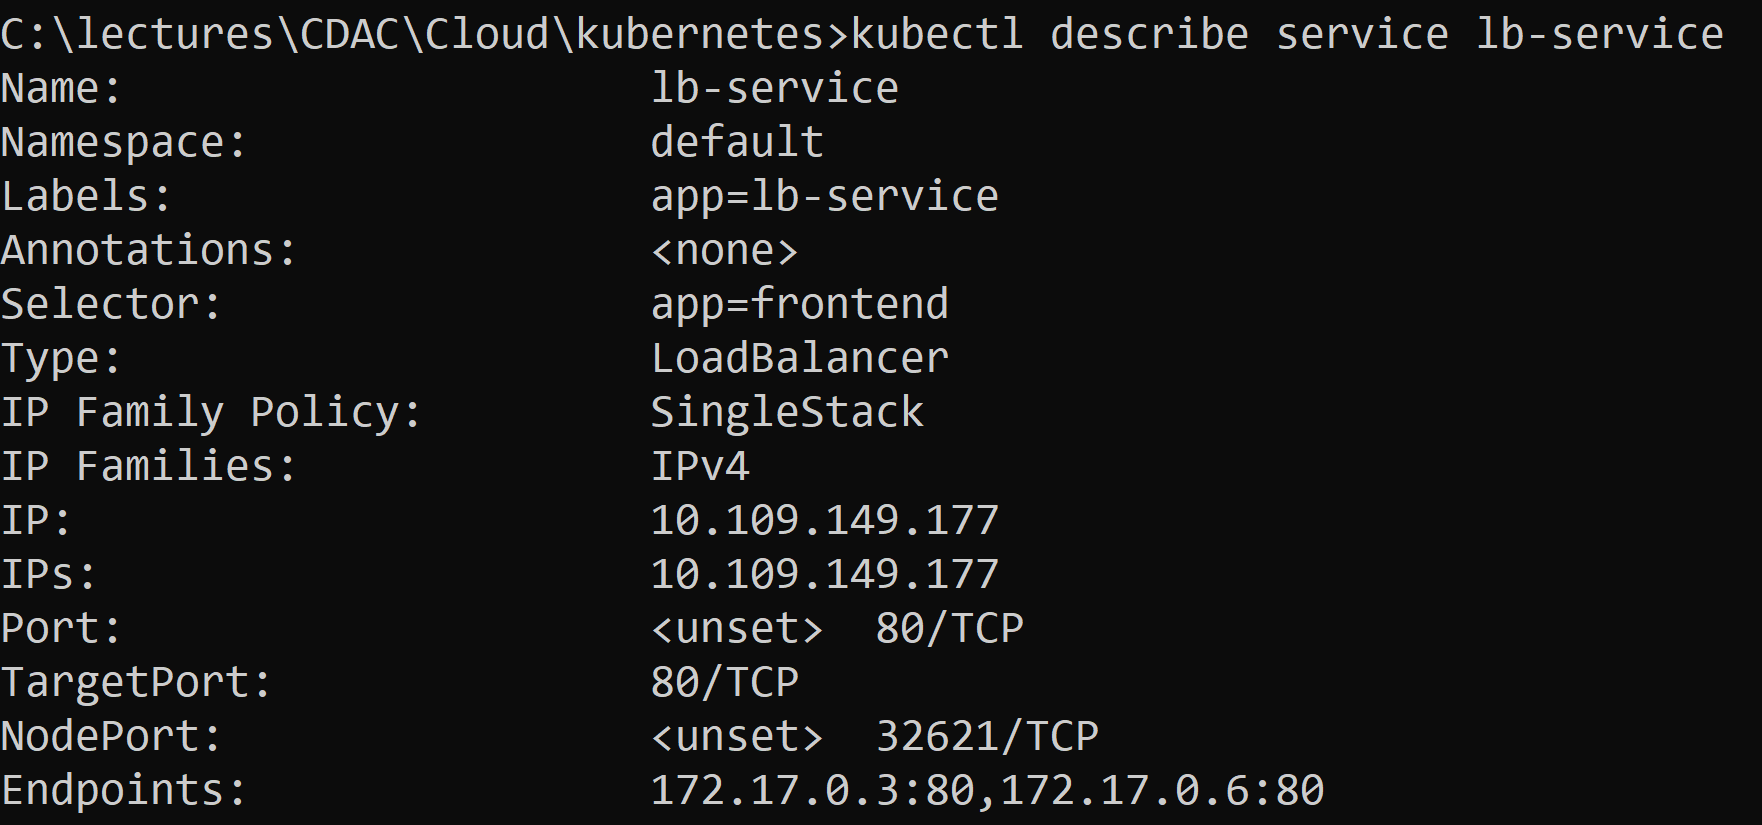 C:\lectures\CDAC\Cloud\kubernetes>kubectl describe service lb-service
Name:                     lb-service
Namespace:                default
Labels:                   app=lb-service
Annotations:              <none>
Selector:                 app=frontend
Type:                     LoadBalancer
IP Family Policy:         SingleStack
IP Families:              IPv4
IP:                       10.109.149.177
IPs:                      10.109.149.177
Port:                     <unset>  80/TCP
TargetPort:               80/TCP
NodePort:                 <unset>  32621/TCP
Endpoints:                172.17.0.3:80,172.17.0.6:80